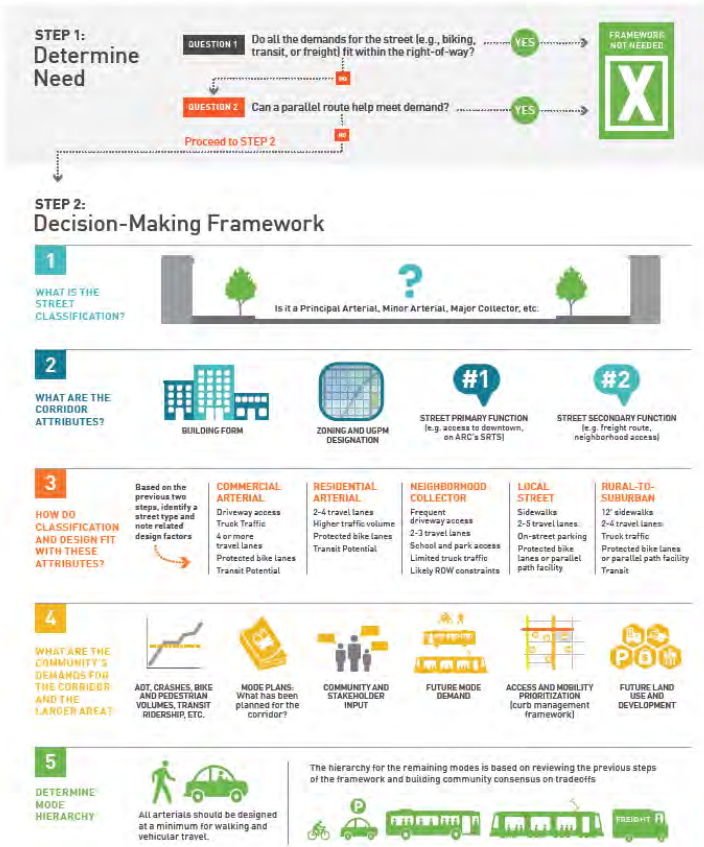 STEP 1:
Determine
Need
QUESTION 1
Do all the demands for the street (e.g., biking,
transit, or freight) fit within the right-of-way?
YES
FRAMEWORK
NOT NEEDED
X
NO
QUESTION 2
Can a parallel route help meet demand?
YES
NO
Proceed to STEP 2
STEP 2:
Decision-Making Framework
1
WHAT IS THE
STREET
CLASSIFICATION?
?
Is it a Principal Arterial, Minor Arterial, Major Collector, etc.
2
WHAT ARE THE
CORRIDOR
ATTRIBUTES?
BUILDING FORM
ZONING AND UGPM
DESIGNATION
#1
STREET PRIMARY FUNCTION
(e.g. access to downtown,
on ARC's SRTS)
#2
STREET SECONDARY FUNCTION
(e.g. freight route,
neighborhood access)
3
HOW DO
CLASSIFICATION
AND DESIGN FIT
WITH THESE
ATTRIBUTES?
Based on the
previous two
steps, identify a
street type and
note related
design factors
COMMERCIAL
ARTERIAL
Driveway access
Truck Traffic
4 or more
travel lanes
Protected bike lanes
Transit Potential
RESIDENTIAL
ARTERIAL
2-4 travel lanes
Higher traffic volume
Protected bike lanes
Transit Potential
NEIGHBORHOOD
COLLECTOR
Frequent
driveway access
2-3 travel lanes
School and park access
Limited truck traffic
Likely ROW constraints
LOCAL
STREET
Sidewalks
2-5 travel lanes
On-street parking
Protected bike
lanes or parallel
path facility
RURAL-TO-
SUBURBAN
12' sidewalks
2-4 travel lanes
Truck traffic
Protected bike lanes
or parallel path facility
Transit
4
WHAT ARE THE
COMMUNITY'S
DEMANDS FOR
THE CORRIDOR
AND THE
LARGER AREA?
ADT, CRASHES, BIKE
AND PEDESTRIAN
VOLUMES, TRANSIT
RIDERSHIP, ETC.
MODE PLANS:
What has been
planned for the
corridor?
COMMUNITY AND
STAKEHOLDER
INPUT
FUTURE MODE
DEMAND
ACCESS AND MOBILITY
PRIORITIZATION
(curb management
framework)
P
FUTURE LAND
USE AND
DEVELOPMENT
5
DETERMINE
MODE
HIERARCHY
All arterials should be designed
at a minimum for walking and
vehicular travel.
The hierarchy for the remaining modes is based on reviewing the previous steps
of the framework and building community consensus on tradeoffs
P
FREIGHT